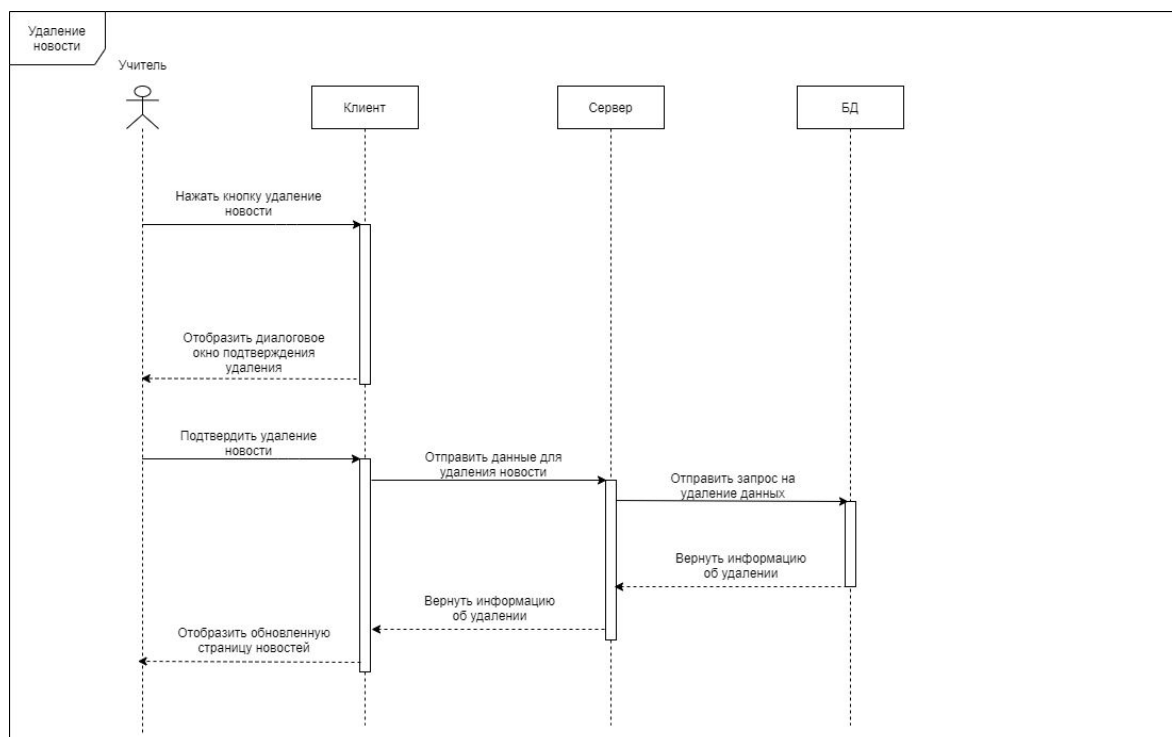 Удаление
новости
Учитель
Клиент
Сервер
БД
Нажать кнопку удаление
новости
Отобразить диалоговое
окно подтверждения
удаления
Подтвердить удаление
новости
Отправить данные для
удаления новости
Отправить запрос на
удаление данных
Вернуть информацию
об удалении
Вернуть информацию
об удалении
Отобразить обновленную
страницу новостей